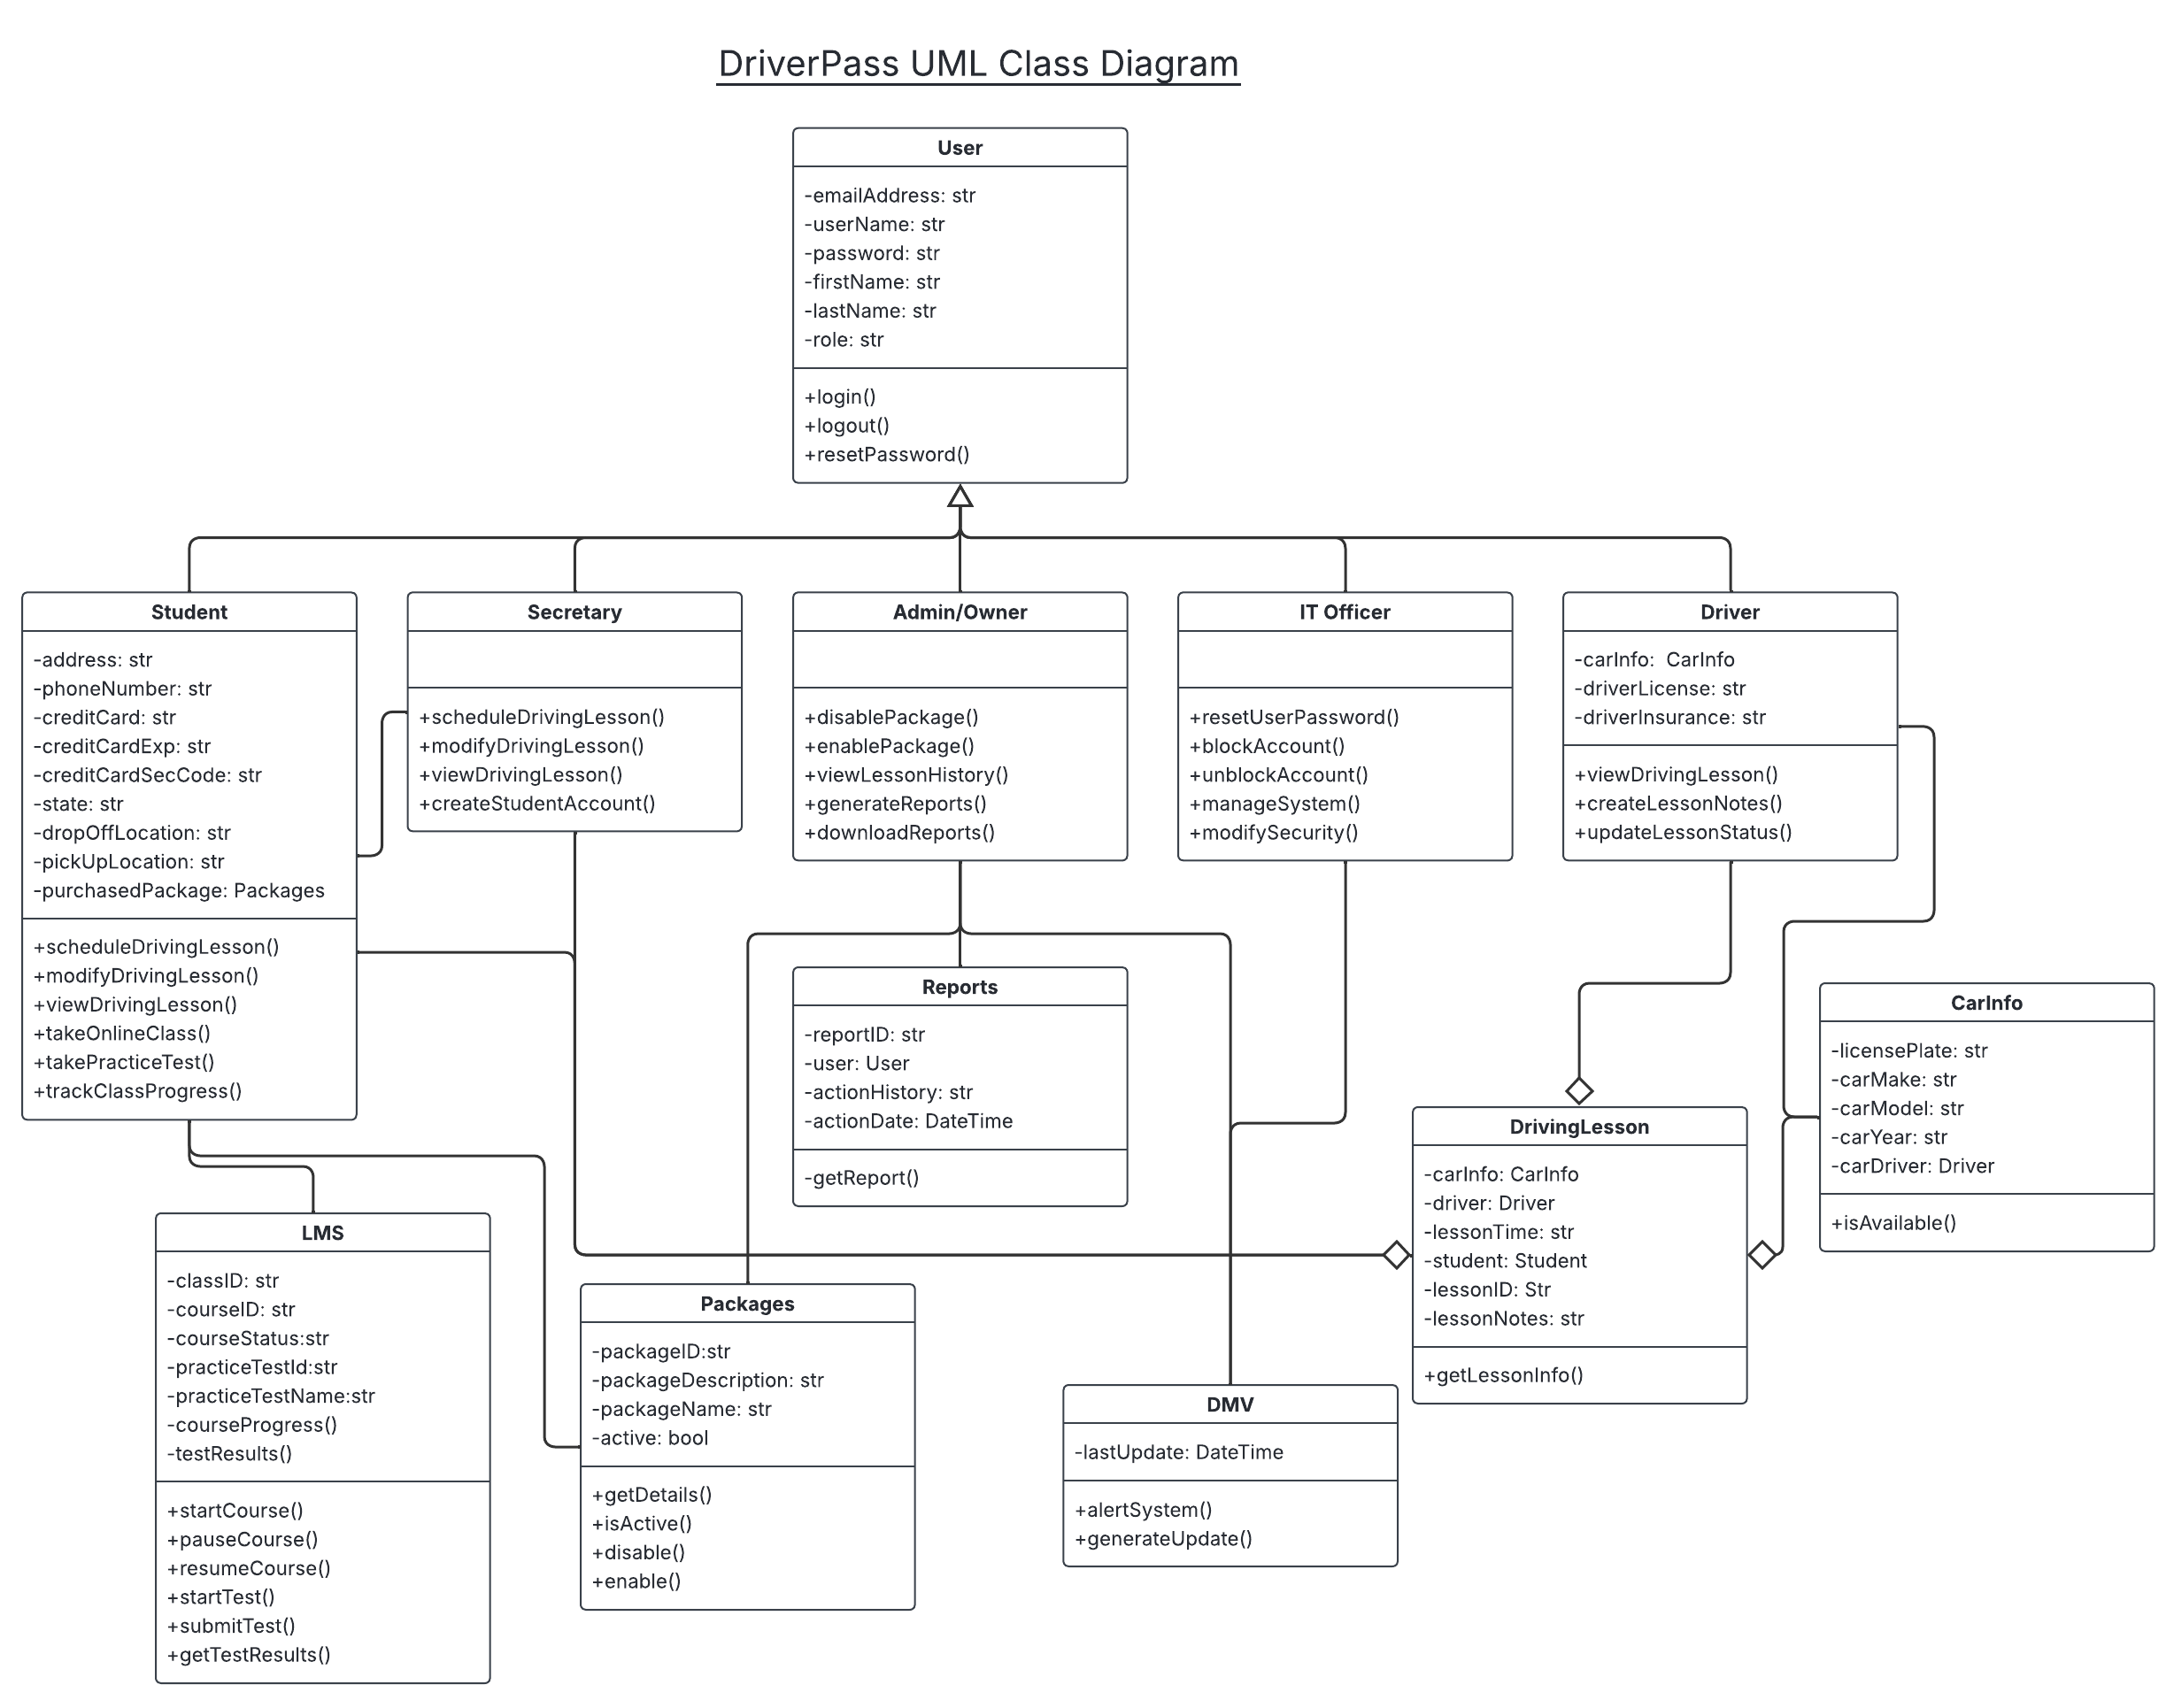 DriverPass UML Class Diagram
User
-emailAddress: str
-userName: str
-password: str
-firstName: str
-lastName: str
-role: str
+login()
+logout()
+resetPassword()
Student
-address: str
-phoneNumber: str
-creditCard: str
-creditCardExp: str
-creditCardSecCode: str
-state: str
-dropOffLocation: str
-pickUpLocation: str
-purchasedPackage: Packages
+scheduleDrivingLesson()
+modifyDrivingLesson()
+viewDrivingLesson()
+takeOnlineClass()
+takePracticeTest()
+trackClassProgress()
Secretary
+scheduleDrivingLesson()
+modifyDrivingLesson()
+viewDrivingLesson()
+createStudentAccount()
Admin/Owner
+disablePackage()
+enablePackage()
+viewLessonHistory()
+generateReports()
+downloadReports()
IT Officer
+resetUserPassword()
+blockAccount()
+unblockAccount()
+manageSystem()
+modifySecurity()
Driver
-carInfo:  CarInfo
-driverLicense: str
-driverInsurance: str
+viewDrivingLesson()
+createLessonNotes()
+updateLessonStatus()
Reports
-reportID: str
-user: User
-actionHistory: str
-actionDate: DateTime
-getReport()
CarInfo
-licensePlate: str
-carMake: str
-carModel: str
-carYear: str
-carDriver: Driver
+isAvailable()
DrivingLesson
-carInfo: CarInfo
-driver: Driver
-lessonTime: str
-student: Student
-lessonID: Str
-lessonNotes: str
+getLessonInfo()
LMS
-classID: str
-courseID: str
-courseStatus:str
-practiceTestId:str
-practiceTestName:str
-courseProgress()
-testResults()
+startCourse()
+pauseCourse()
+resumeCourse()
+startTest()
+submitTest()
+getTestResults()
Packages
-packageID:str
-packageDescription: str
-packageName: str
-active: bool
+getDetails()
+isActive()
+disable()
+enable()
DMV
-lastUpdate: DateTime
+alertSystem()
+generateUpdate()